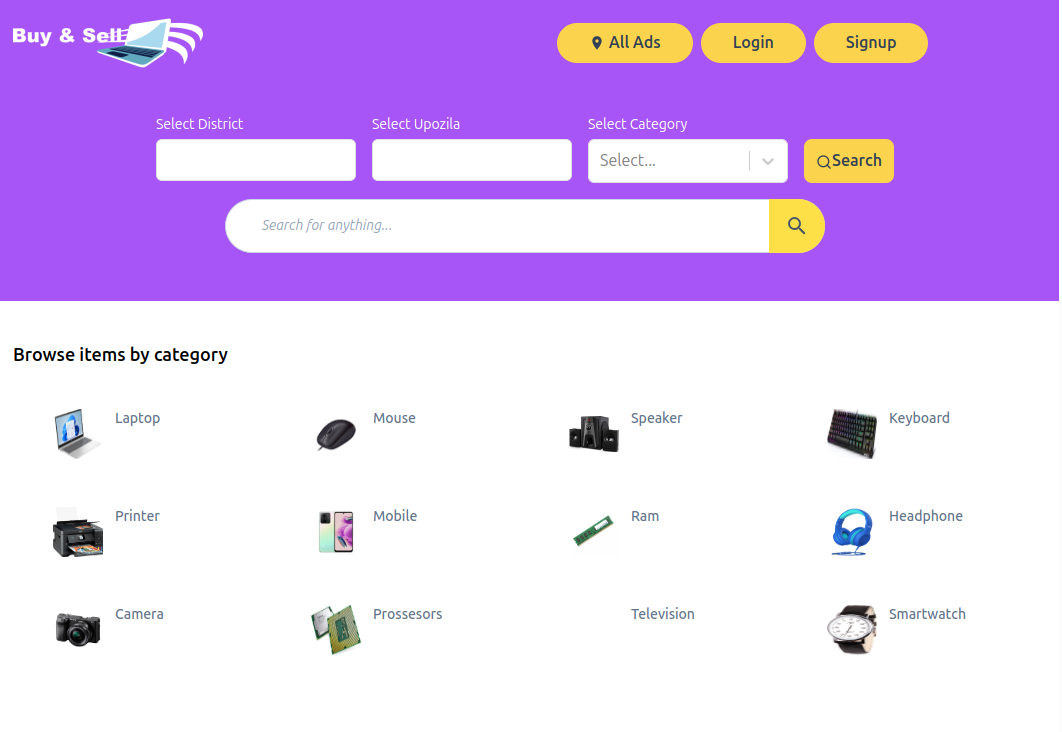 Buy & Sell
All Ads
Login
Signup
Select District
Select Upozila
Select Category
Select...
Search
Search for anything...
Browse items by category
Laptop
Mouse
Speaker
Keyboard
Printer
Mobile
Ram
Headphone
Camera
Prossesors
Television
Smartwatch